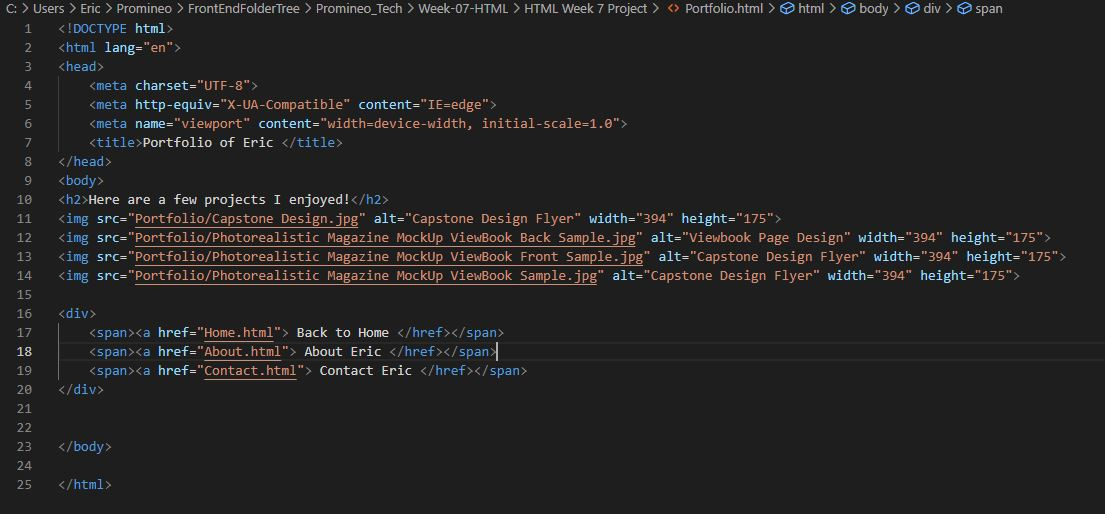 C: > Users > Eric > Promineo > FrontEndFolderTree > Promineo_Tech > Week-07-HTML > HTML Week 7 Project > <> Portfolio.html > html > body > div > span
1 <!DOCTYPE html>
2 <html lang="en">
3 <head>
4     <meta charset="UTF-8">
5     <meta http-equiv="X-UA-Compatible" content="IE=edge">
6     <meta name="viewport" content="width=device-width, initial-scale=1.0">
7     <title>Portfolio of Eric </title>
8 </head>
9 <body>
10 <h2>Here are a few projects I enjoyed!</h2>
11 <img src="Portfolio/Capstone Design.jpg" alt="Capstone Design Flyer" width="394" height="175">
12 <img src="Portfolio/Photorealistic Magazine MockUp ViewBook Back Sample.jpg" alt="Viewbook Page Design" width="394" height="175">
13 <img src="Portfolio/Photorealistic Magazine MockUp ViewBook Front Sample.jpg" alt="Capstone Design Flyer" width="394" height="175">
14 <img src="Portfolio/Photorealistic Magazine MockUp ViewBook Sample.jpg" alt="Capstone Design Flyer" width="394" height="175">
15
16 <div>
17     <span><a href="Home.html"> Back to Home </href></span>
18     <span><a href="About.html"> About Eric </href></span>
19     <span><a href="Contact.html"> Contact Eric </href></span>
20 </div>
21
22
23 </body>
24
25 </html>